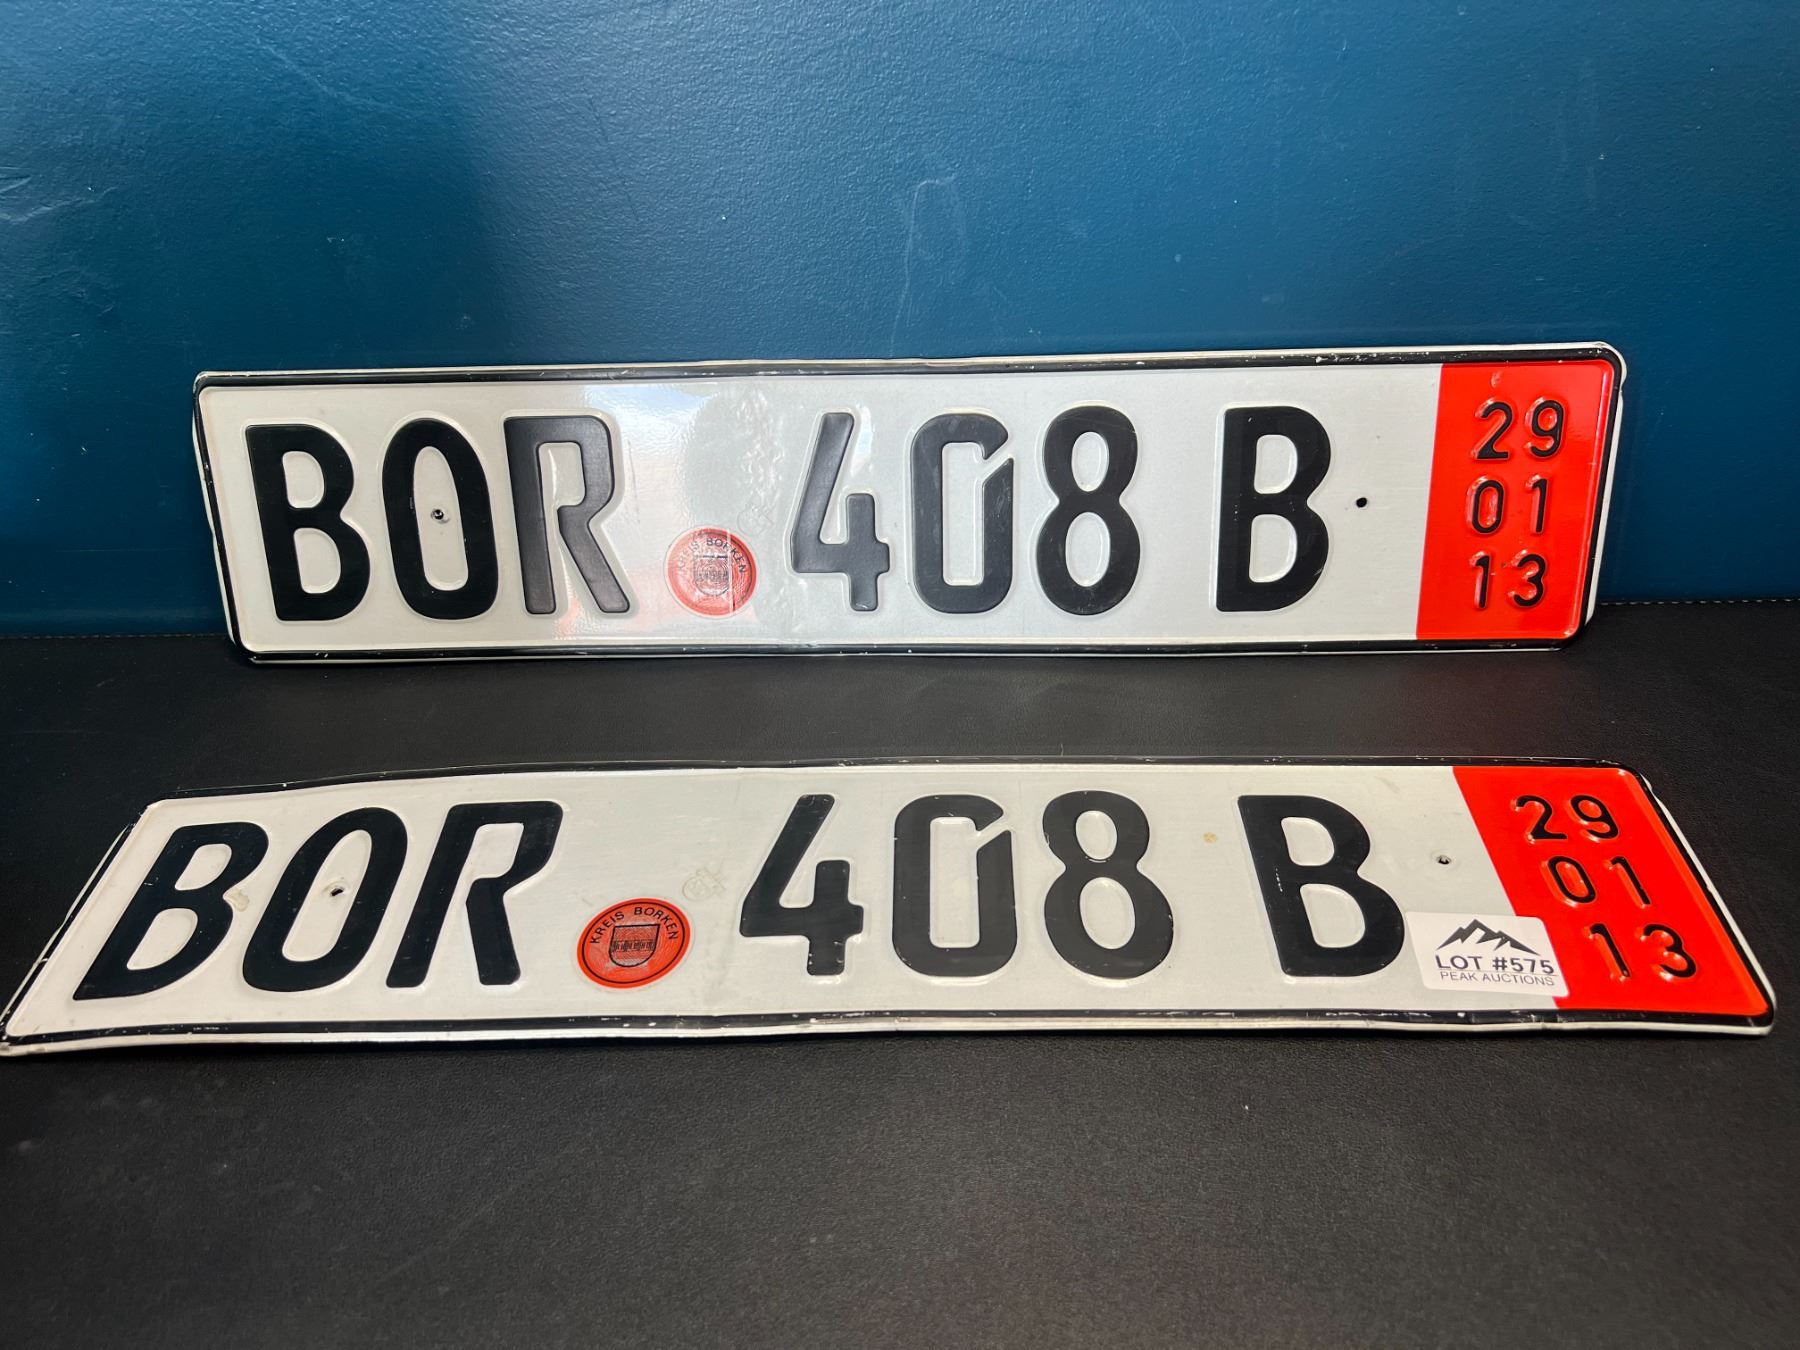 BOR 408 B
29
01
13
KREIS BORKEN
BOR 408 B
29
01
13
KREIS BORKEN
LOT #575
PEAK AUCTIONS